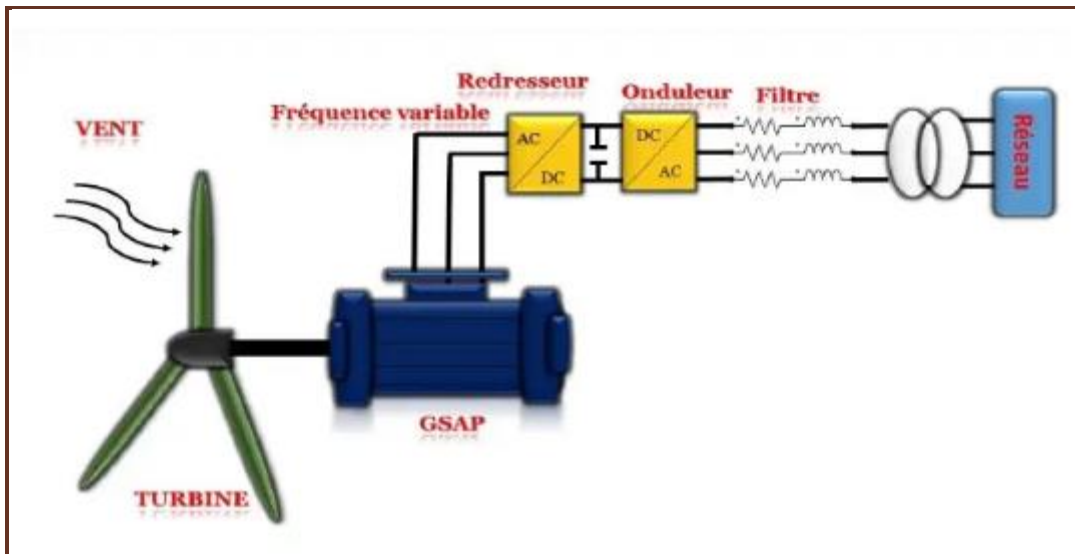 Redresseur
Onduleur
Filtre
Fréquence variable
VENT
AC
DC
DC
AC
Réseau
GSAP
TURBINE